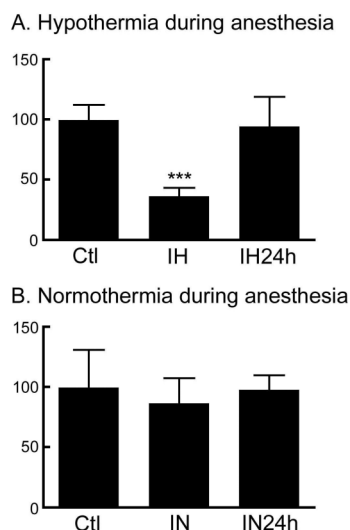 A. Hypothermia during anesthesia
150
100
***
50
0
Ctl IH IH24h
B. Normothermia during anesthesia
150
100
50
0
Ctl IN IN24h